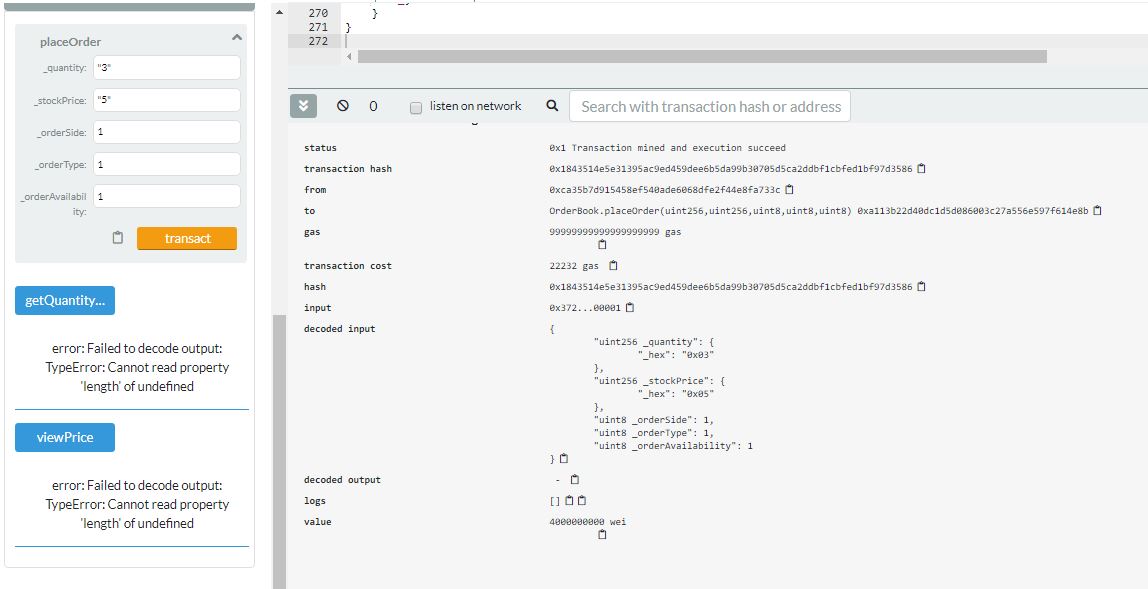 placeOrder
_quantity: "3"
_stockPrice: "5"
_orderSide: 1
_orderType: 1
_orderAvailabil
ity: 1
transact
getQuantity...
error: Failed to decode output:
TypeError: Cannot read property
'length' of undefined
viewPrice
error: Failed to decode output:
TypeError: Cannot read property
'length' of undefined
270 }
271 }
272
0 listen on network Search with transaction hash or address
status 0x1 Transaction mined and execution succeed
transaction hash 0x1843514e5e31395ac9ed459dee6b5da99b30705d5ca2ddbf1cbfed1bf97d3586
from 0xca35b7d915458ef540ade6068dfe2f44e8fa733c
to OrderBook.placeOrder(uint256,uint256,uint8,uint8,uint8) 0xa113b22d40dc1d5d086003c27a556e597f614e8b
gas 99999999999999999999 gas
transaction cost 22232 gas
hash 0x1843514e5e31395ac9ed459dee6b5da99b30705d5ca2ddbf1cbfed1bf97d3586
input 0x372...00001
decoded input {
"uint256 _quantity": {
"_hex": "0x03"
},
"uint256 _stockPrice": {
"_hex": "0x05"
},
"uint8 _orderSide": 1,
"uint8 _orderType": 1,
"uint8 _orderAvailability": 1
}
decoded output -
logs []
value 4000000000 wei